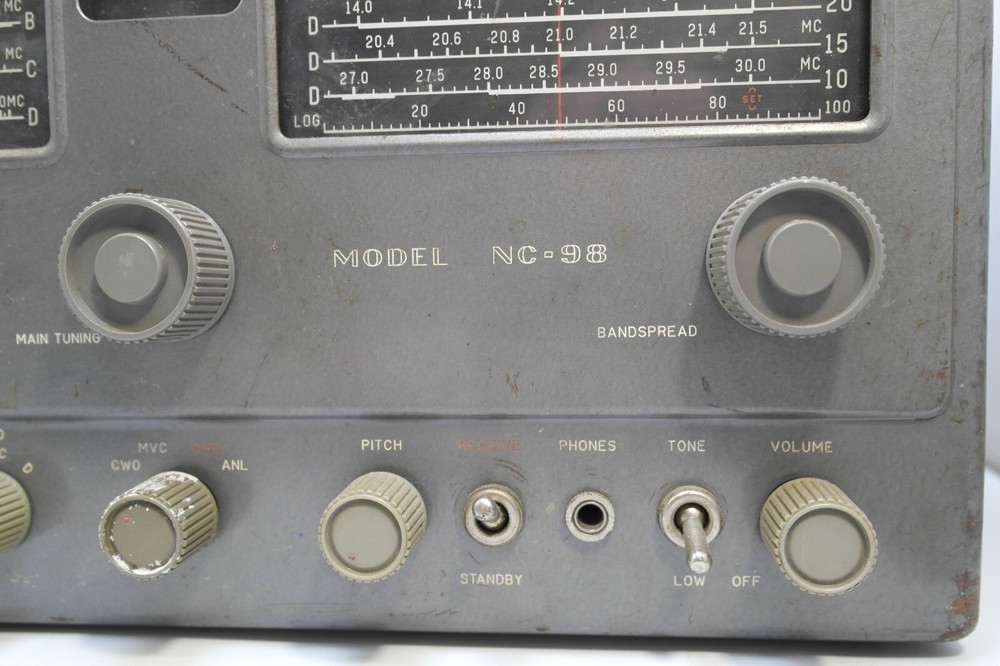 MC
B
MC
C
0MC
D
14.0 14.1 14.2 20
D
20.4 20.6 20.8 21.0 21.2 21.4 21.5 MC
D 15
27.0 27.5 28.0 28.5 29.0 29.5 30.0 MC
D 10
20 40 60 80 SET 100
LOG
MODEL NC-98
MAIN TUNING
BANDSPREAD
MVC
CWO ANL
D
PITCH RECEIVE PHONES TONE VOLUME
STANDBY LOW OFF